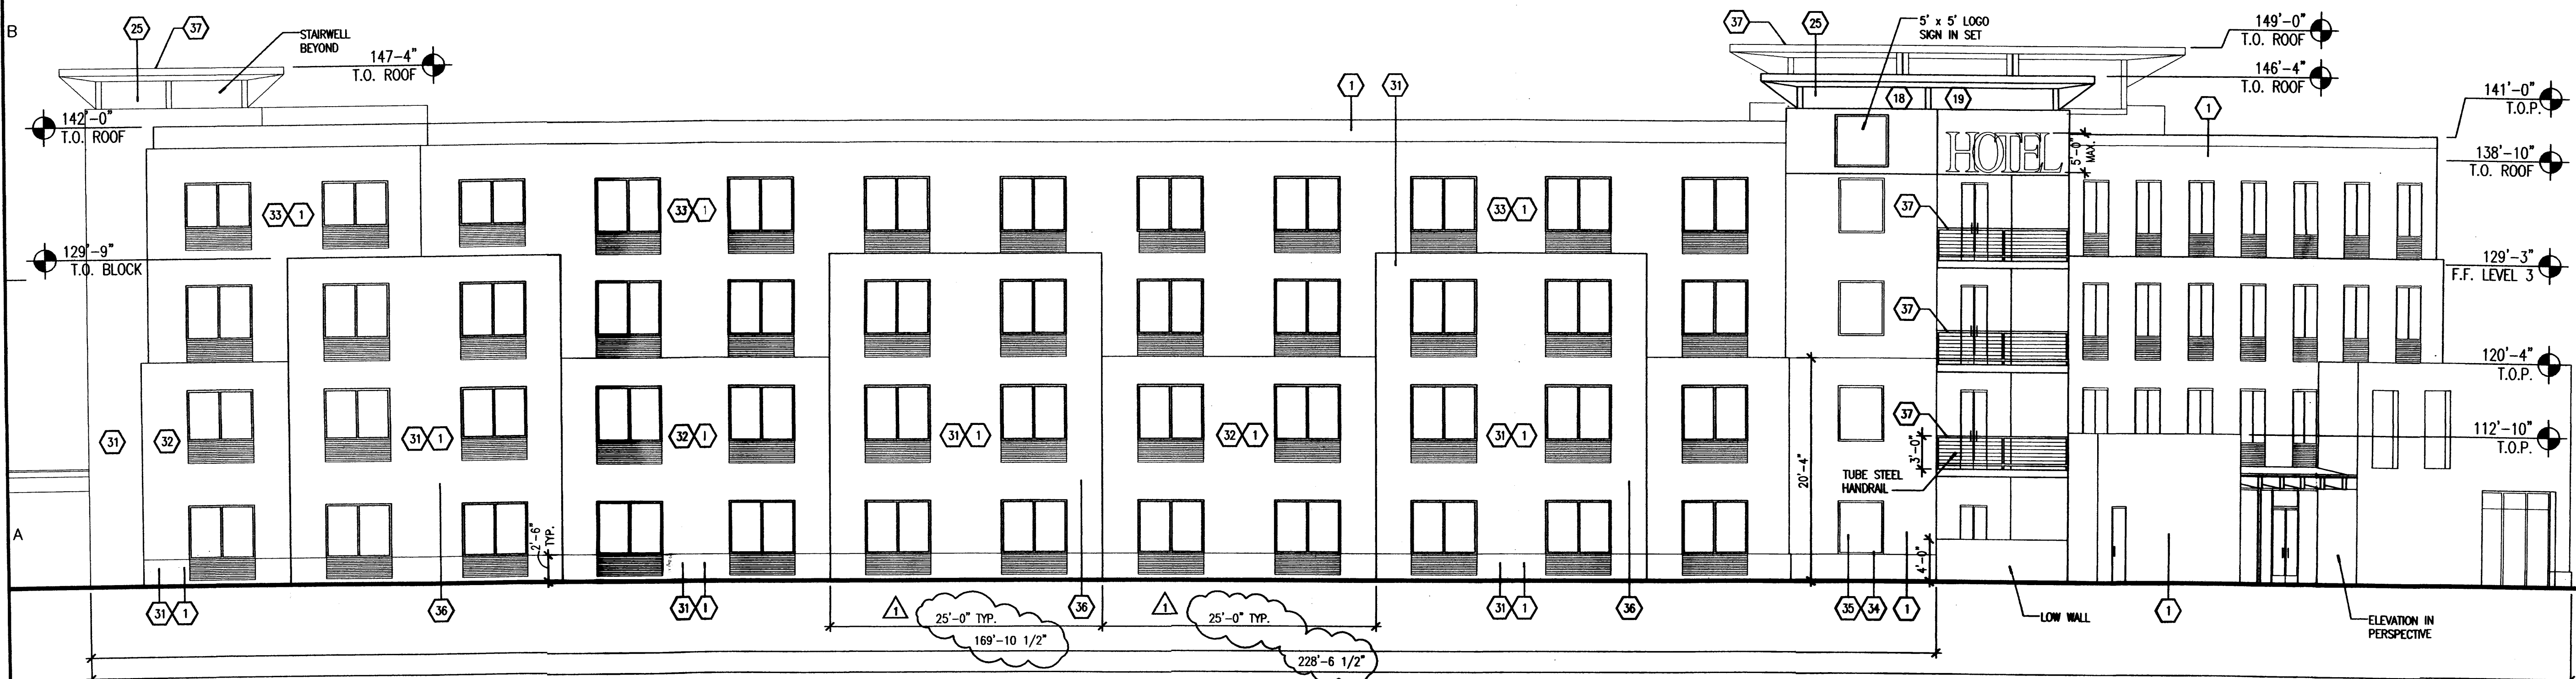 B
25
37
STAIRWELL
BEYOND
147-4"
T.O. ROOF
142'-0"
T.O. ROOF
129'-9"
T.O. BLOCK
1
31
37
25
5' x 5' LOGO
SIGN IN SET
149'-0"
T.O. ROOF
146'-4"
T.O. ROOF
141'-0"
T.O.P.
138'-10"
T.O. ROOF
129'-3"
F.F. LEVEL 3
120'-4"
T.O.P.
112'-10"
T.O.P.
18
19
1
HOTEL
5'-0"
MAX.
33 1
33 1
33 1
37
37
37
31
32
31 1
32 1
31 1
32 1
31 1
20'-4"
3'-0"
TUBE STEEL
HANDRAIL
A
2'-6"
TYP.
4'-0"
31 1
36
31 1
1
25'-0" TYP.
169'-10 1/2"
36
1
25'-0" TYP.
228'-6 1/2"
31 1
36
35
34
1
LOW WALL
1
ELEVATION IN
PERSPECTIVE